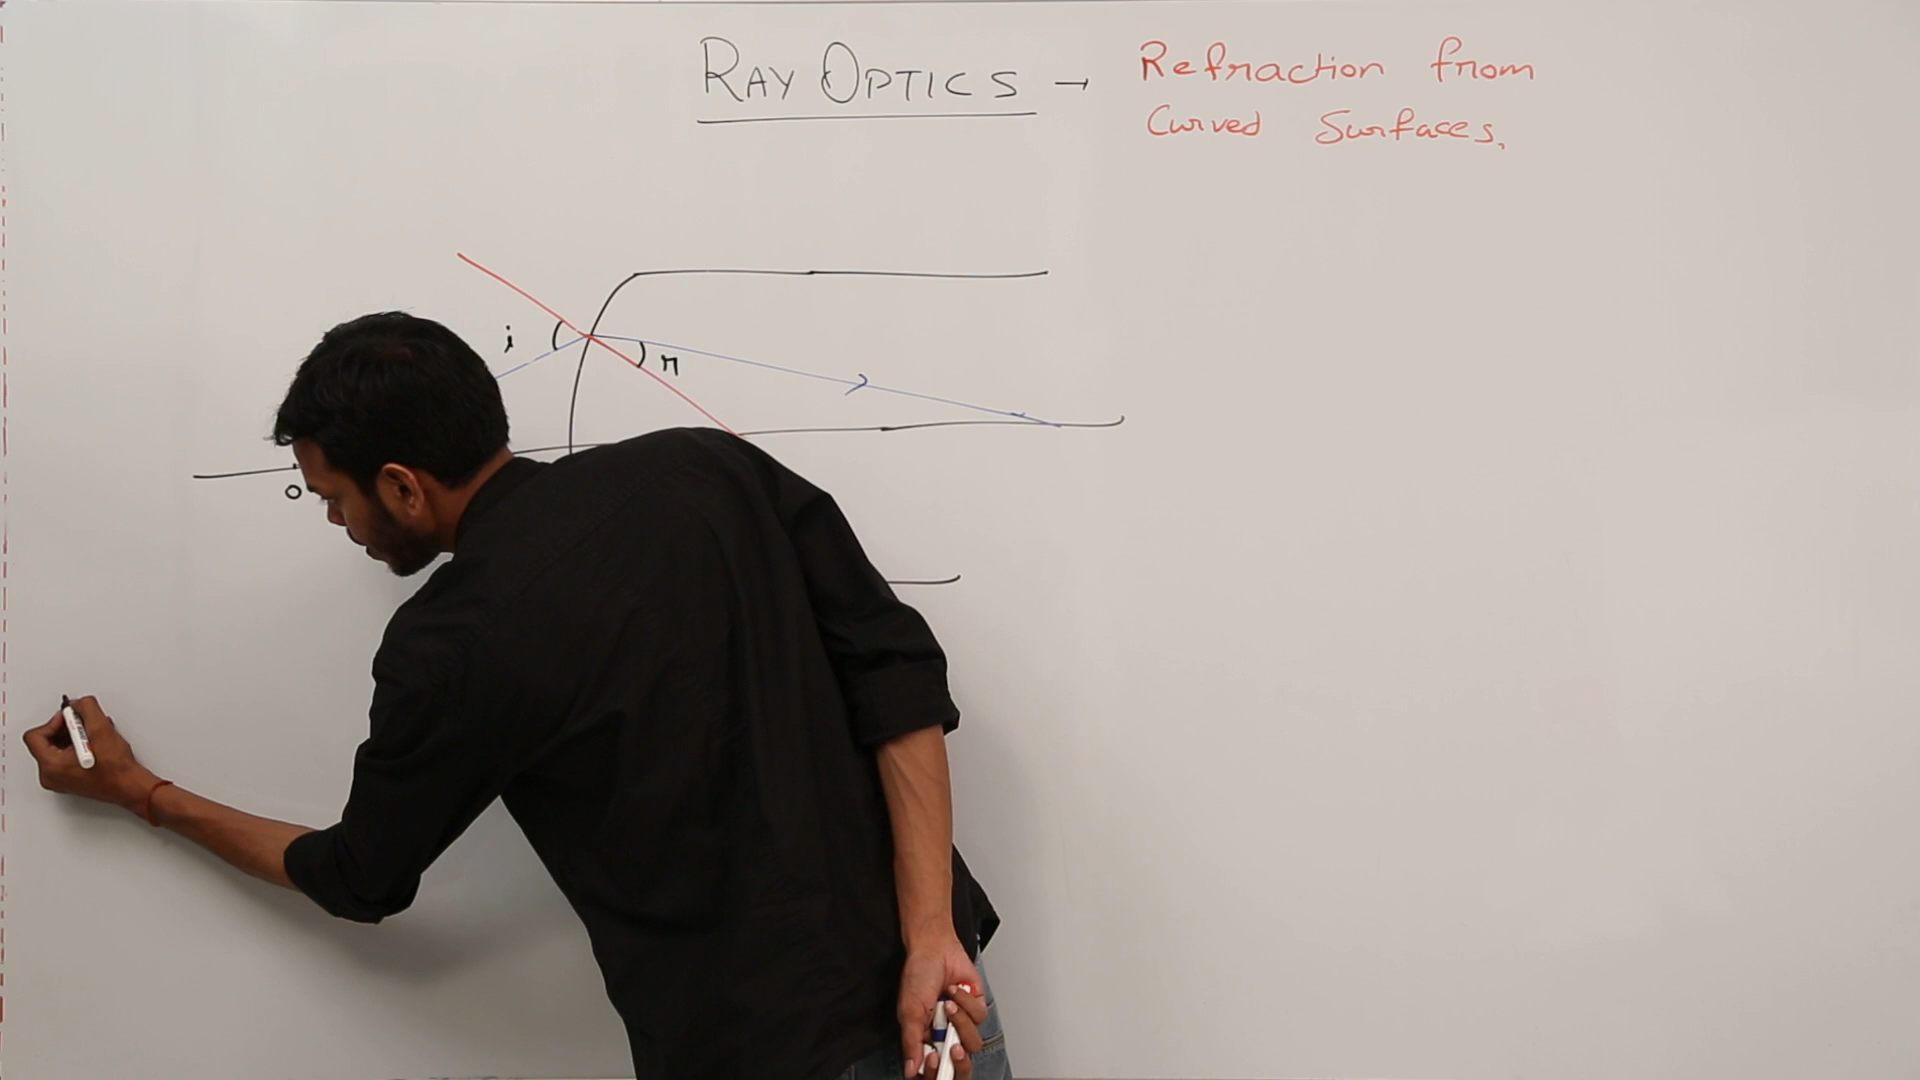 RAY OPTICS → Refraction from
Curved Surfaces.
i
r
O